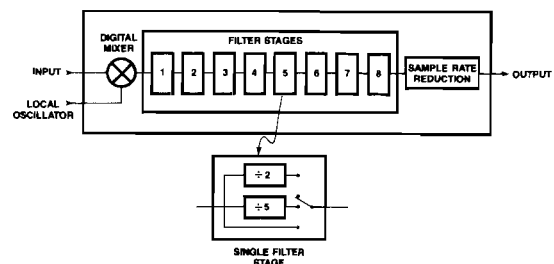 DIGITAL
MIXER
FILTER STAGES
INPUT
1 2 3 4 5 6 7 8
SAMPLE RATE
REDUCTION
OUTPUT
LOCAL
OSCILLATOR
÷2
÷5
SINGLE FILTER
STAGE